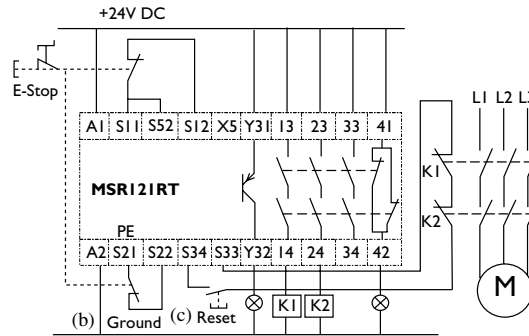 +24V DC
E-Stop
A1 S11 S52 S12 X5 Y31 13 23 33 41
L1 L2 L3
MSR121RT
K1
K2
PE
A2 S21 S22 S34 S33 Y32 14 24 34 42
(b) Ground (c) Reset K1 K2
M